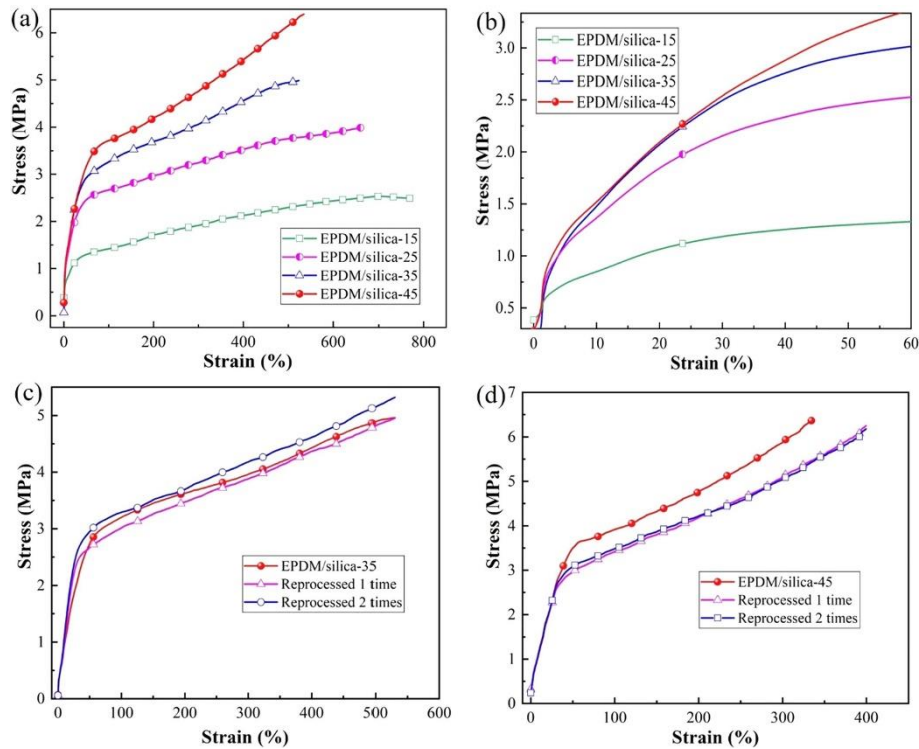 (a)
Stress (MPa)
6
5
4
3
2
1
0
0 200 400 600 800
Strain (%)
EPDM/silica-15
EPDM/silica-25
EPDM/silica-35
EPDM/silica-45
(b)
Stress (MPa)
3.0
2.5
2.0
1.5
1.0
0.5
0 10 20 30 40 50 60
Strain (%)
EPDM/silica-15
EPDM/silica-25
EPDM/silica-35
EPDM/silica-45
(c)
Stress (MPa)
5
4
3
2
1
0
0 100 200 300 400 500 600
Strain (%)
EPDM/silica-35
Reprocessed 1 time
Reprocessed 2 times
(d)
Stress (MPa)
7
6
5
4
3
2
1
0
0 100 200 300 400
Strain (%)
EPDM/silica-45
Reprocessed 1 time
Reprocessed 2 times